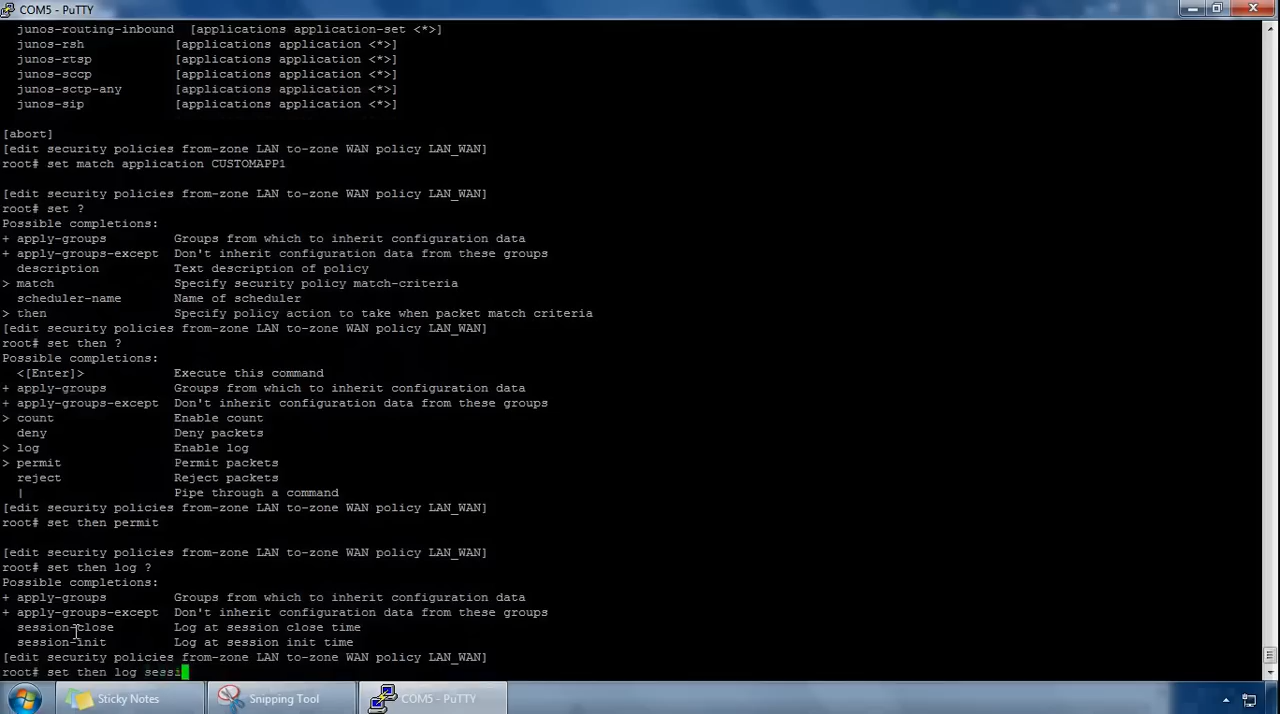 COM5 - PuTTY
junos-routing-inbound [applications application-set <*>]
junos-rsh [applications application <*>]
junos-rtsp [applications application <*>]
junos-sccp [applications application <*>]
junos-sctp-any [applications application <*>]
junos-sip [applications application <*>]
[abort]
[edit security policies from-zone LAN to-zone WAN policy LAN_WAN]
root# set match application CUSTOMAPP1
[edit security policies from-zone LAN to-zone WAN policy LAN_WAN]
root# set ?
Possible completions:
+ apply-groups Groups from which to inherit configuration data
+ apply-groups-except Don't inherit configuration data from these groups
description Text description of policy
> match Specify security policy match-criteria
scheduler-name Name of scheduler
> then Specify policy action to take when packet match criteria
[edit security policies from-zone LAN to-zone WAN policy LAN_WAN]
root# set then ?
Possible completions:
<[Enter]> Execute this command
+ apply-groups Groups from which to inherit configuration data
+ apply-groups-except Don't inherit configuration data from these groups
> count Enable count
deny Deny packets
> log Enable log
> permit Permit packets
reject Reject packets
| Pipe through a command
[edit security policies from-zone LAN to-zone WAN policy LAN_WAN]
root# set then permit
[edit security policies from-zone LAN to-zone WAN policy LAN_WAN]
root# set then log ?
Possible completions:
+ apply-groups Groups from which to inherit configuration data
+ apply-groups-except Don't inherit configuration data from these groups
session-close Log at session close time
session-init Log at session init time
[edit security policies from-zone LAN to-zone WAN policy LAN_WAN]
root# set then log sessi
Sticky Notes Snipping Tool COM5 - PuTTY